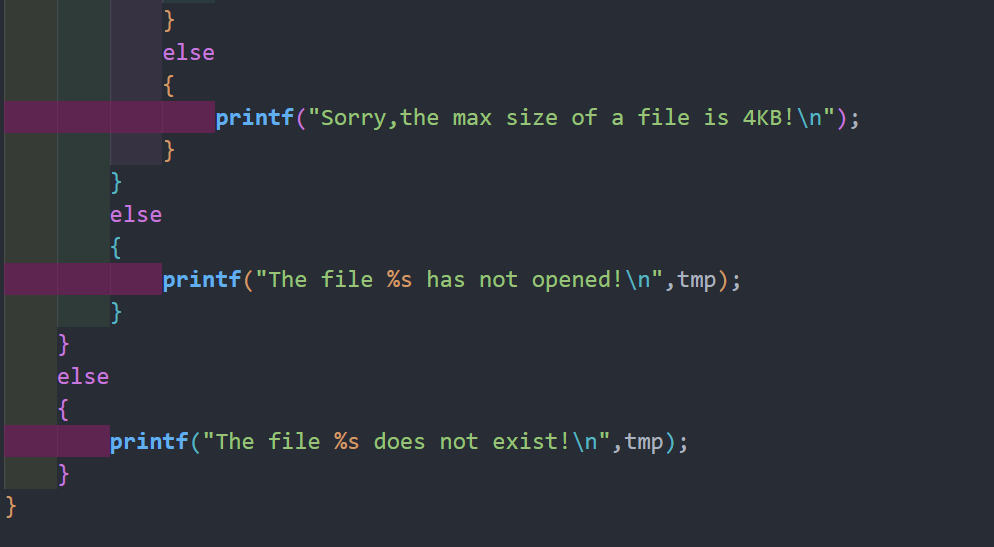 }
else
{
printf("Sorry,the max size of a file is 4KB!\n");
}
}
else
{
printf("The file %s has not opened!\n",tmp);
}
}
else
{
printf("The file %s does not exist!\n",tmp);
}
}